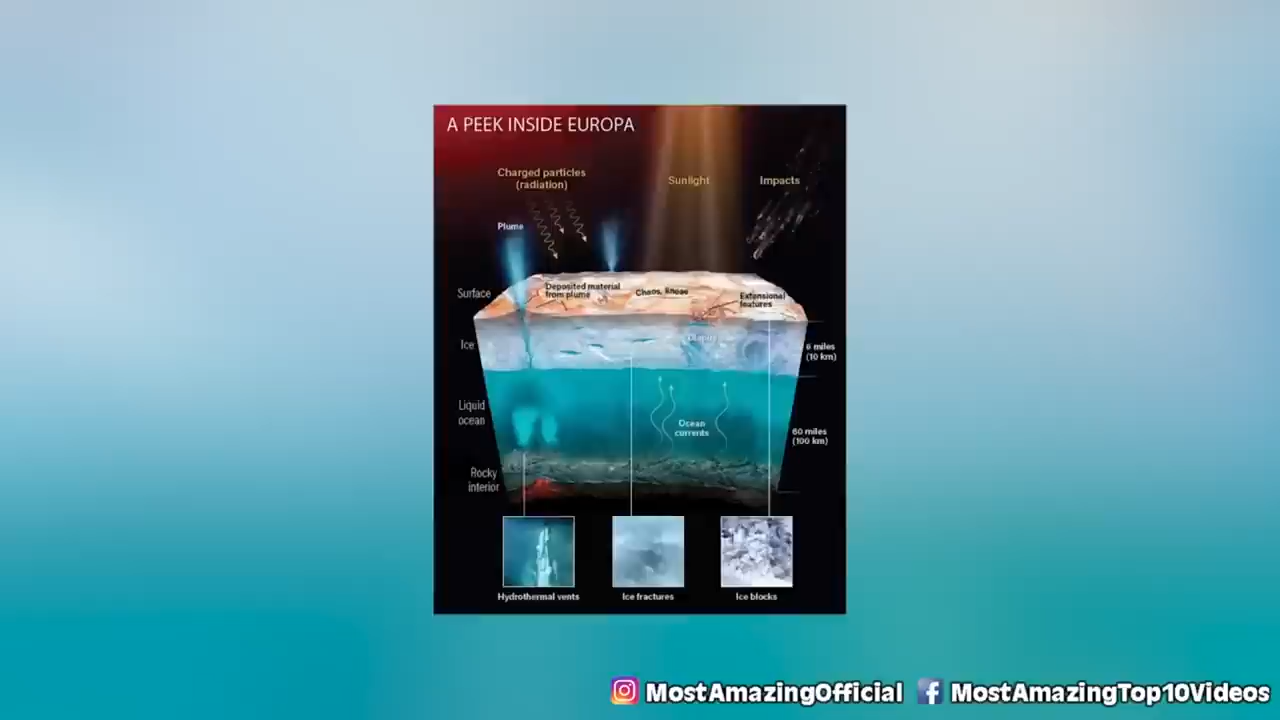 A PEEK INSIDE EUROPA
Charged particles
(radiation)
Sunlight
Impacts
Plume
Surface
Deposited material
from plume
Chaos, lineae
Extensional
features
Ice
Diapirs
6 miles
(10 km)
Liquid
ocean
Ocean
currents
60 miles
(100 km)
Rocky
interior
Hydrothermal vents
Ice fractures
Ice blocks
MostAmazingOfficial
MostAmazingTop10Videos